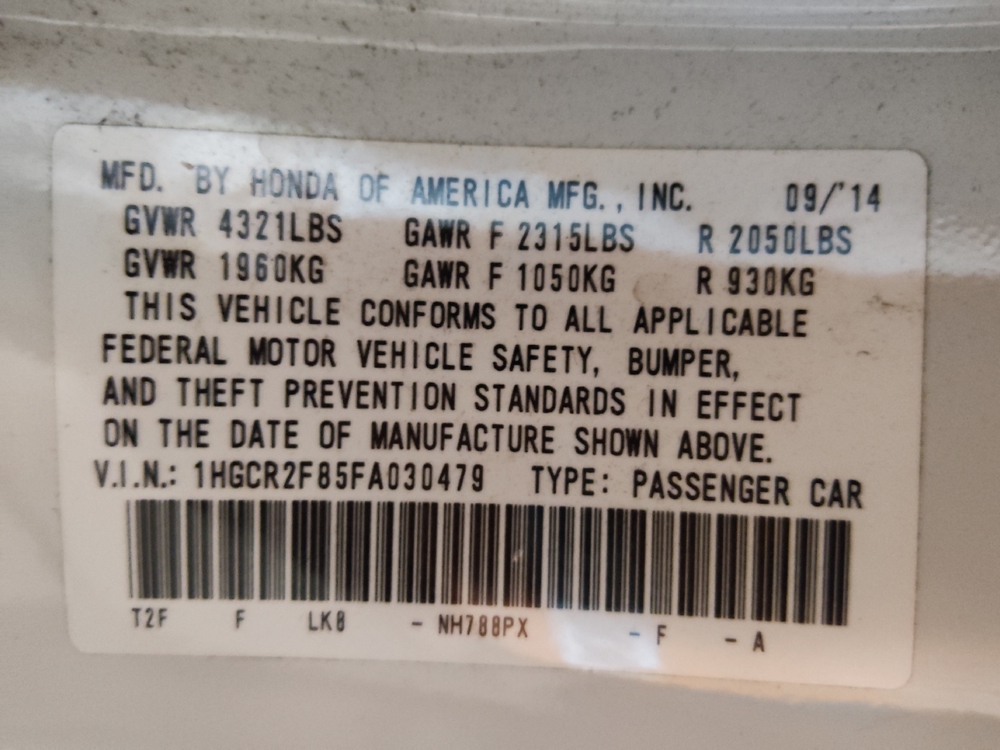 MFD. BY HONDA OF AMERICA MFG., INC. 09/'14
GVWR 4321LBS GAWR F 2315LBS R 2050LBS
GVWR 1960KG GAWR F 1050KG R 930KG
THIS VEHICLE CONFORMS TO ALL APPLICABLE
FEDERAL MOTOR VEHICLE SAFETY, BUMPER,
AND THEFT PREVENTION STANDARDS IN EFFECT
ON THE DATE OF MANUFACTURE SHOWN ABOVE.
V.I.N.: 1HGCR2F85FA030479 TYPE: PASSENGER CAR
T2F F LK8 - NH788PX - F - A